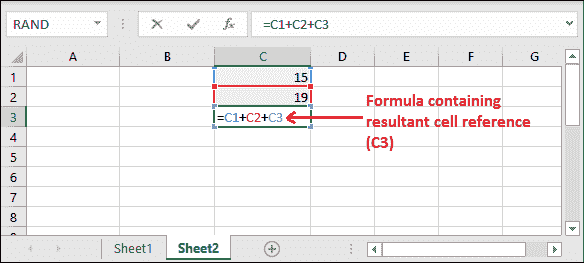 RAND =C1+C2+C3
A B C D E F G
1 15
2 19
3 =C1+C2+C3
Formula containing
resultant cell reference
(C3)
4
5
6
7
8
Sheet1 Sheet2